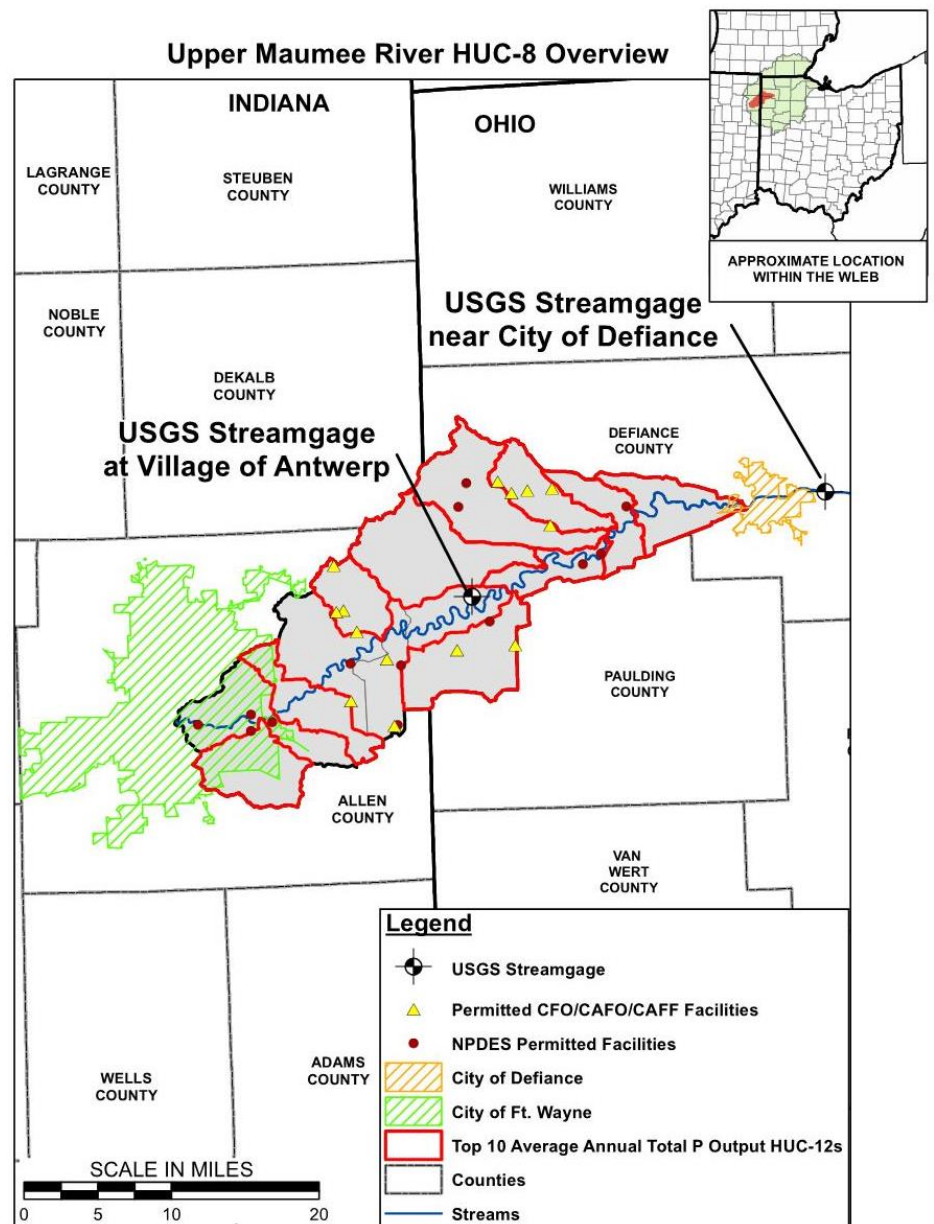 Upper Maumee River HUC-8 Overview
INDIANA
OHIO
LAGRANGE
COUNTY
STEUBEN
COUNTY
WILLIAMS
COUNTY
APPROXIMATE LOCATION
WITHIN THE WLEB
NOBLE
COUNTY
USGS Streamgage
near City of Defiance
DEKALB
COUNTY
USGS Streamgage
at Village of Antwerp
DEFIANCE
COUNTY
PAULDING
COUNTY
ALLEN
COUNTY
VAN
WERT
COUNTY
WELLS
COUNTY
ADAMS
COUNTY
Legend
USGS Streamgage
Permitted CFO/CAFO/CAFF Facilities
NPDES Permitted Facilities
City of Defiance
City of Ft. Wayne
Top 10 Average Annual Total P Output HUC-12s
Counties
Streams
SCALE IN MILES
0 5 10 20